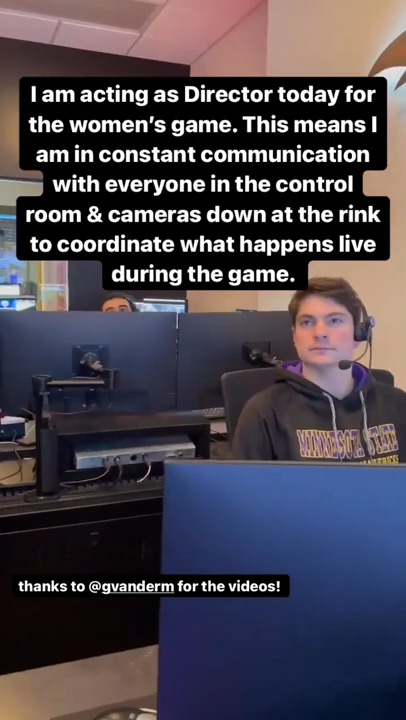 I am acting as Director today for
the women’s game. This means I
am in constant communication
with everyone in the control
room & cameras down at the rink
to coordinate what happens live
during the game.
MINNESOTA STATE
MAVERICKS
thanks to @gvanderm for the videos!